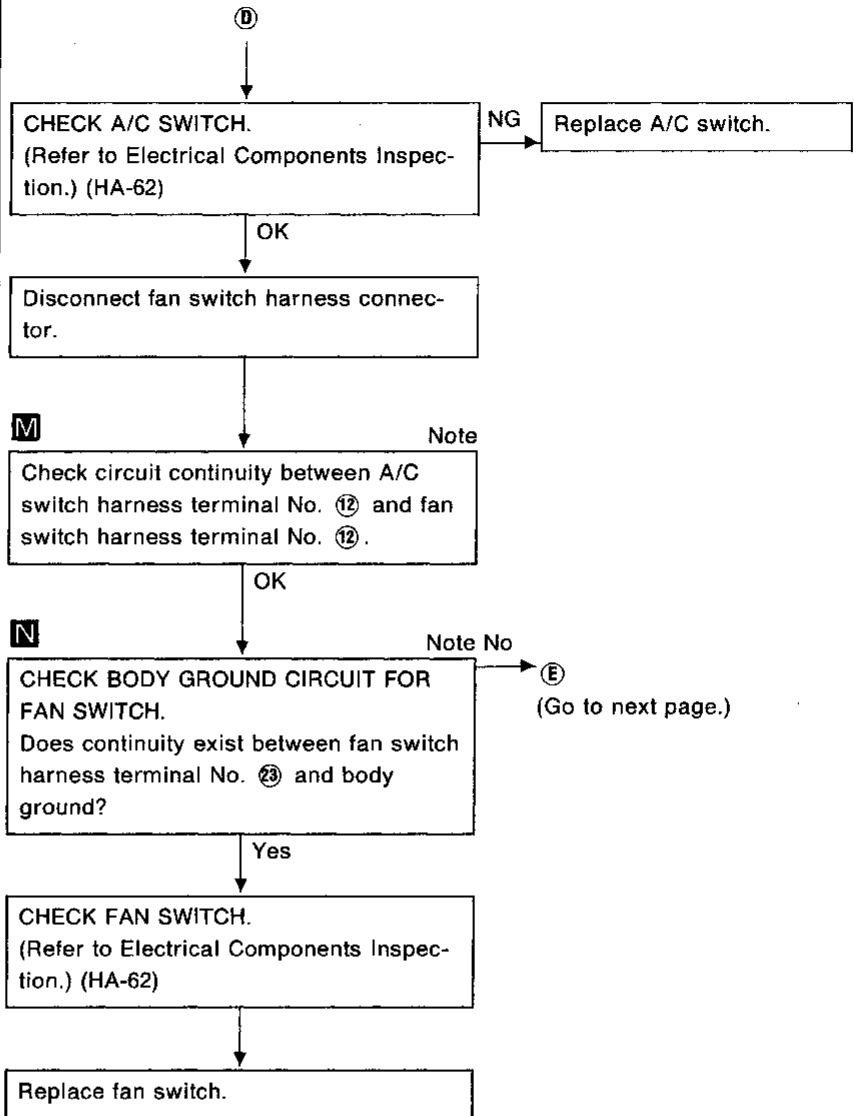 Ⓓ
CHECK A/C SWITCH.
(Refer to Electrical Components Inspec-
tion.) (HA-62)
NG
Replace A/C switch.
OK
Disconnect fan switch harness connec-
tor.
M
Note
Check circuit continuity between A/C
switch harness terminal No. ⑫ and fan
switch harness terminal No. ⑫.
OK
N
Note No
Ⓔ
(Go to next page.)
CHECK BODY GROUND CIRCUIT FOR
FAN SWITCH.
Does continuity exist between fan switch
harness terminal No. ㉓ and body
ground?
Yes
CHECK FAN SWITCH.
(Refer to Electrical Components Inspec-
tion.) (HA-62)
Replace fan switch.